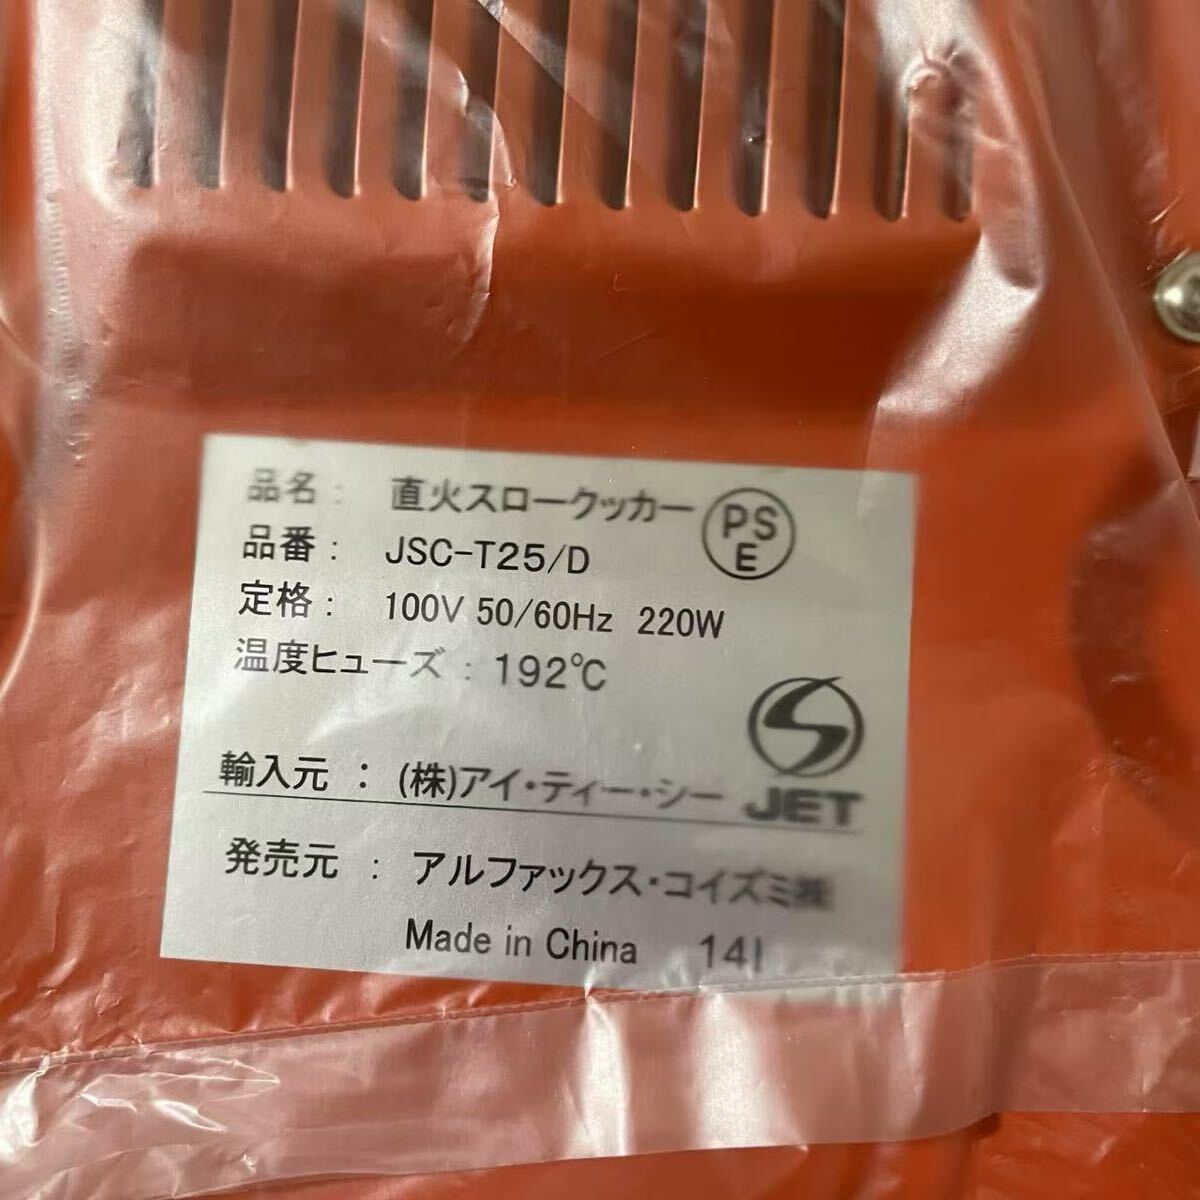 品名： 直火スロークッカー
PS
E
品番： JSC-T25/D
定格： 100V 50/60Hz 220W
温度ヒューズ：192℃
輸入元 ：(株)アイ・ティー・シー
JET
発売元 ：アルファックス・コイズミ㈱
Made in China 14I